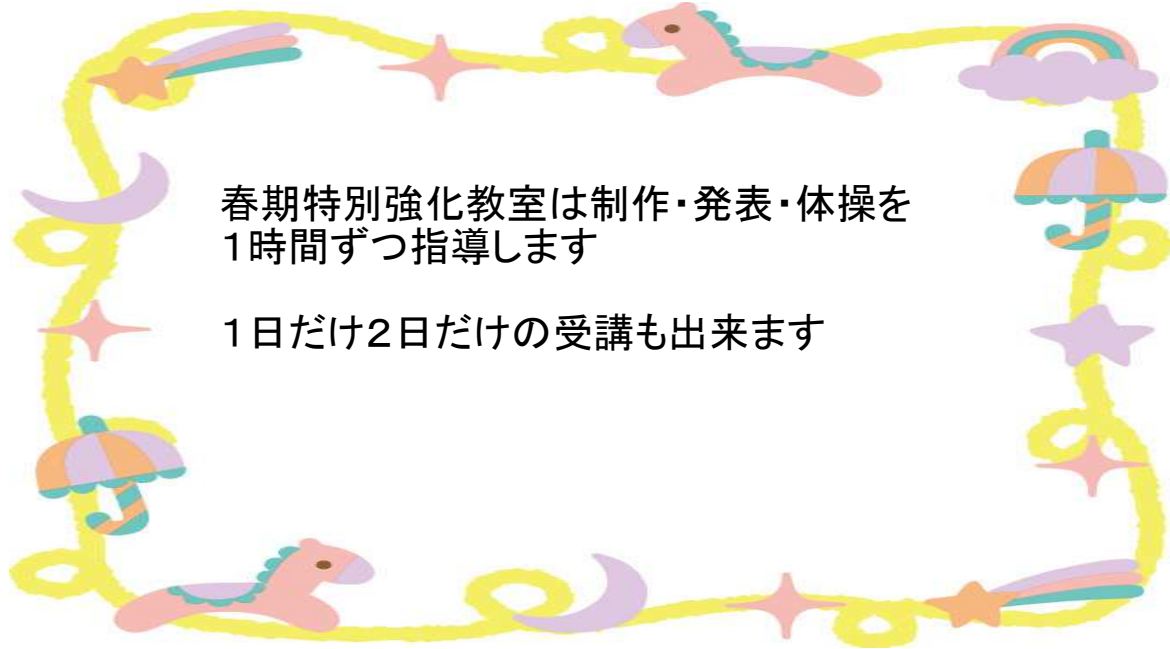 春期特別強化教室は制作・発表・体操を
１時間ずつ指導します
１日だけ２日だけの受講も出来ます